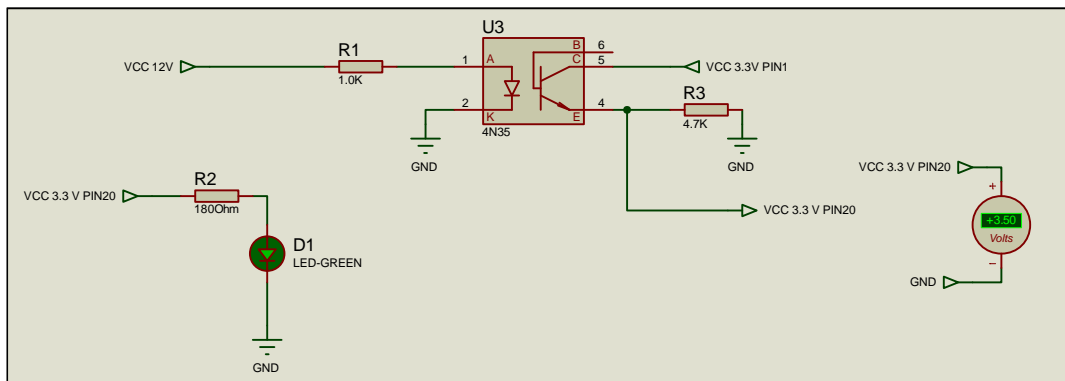 U3
R1
VCC 12V
1.0K
1
2
A
K
B
C
E
6
5
4
4N35
VCC 3.3V PIN1
R3
4.7K
GND
GND
VCC 3.3 V PIN20
R2
180Ohm
VCC 3.3 V PIN20
D1
LED-GREEN
GND
VCC 3.3 V PIN20
+
+3.50
Volts
−
GND